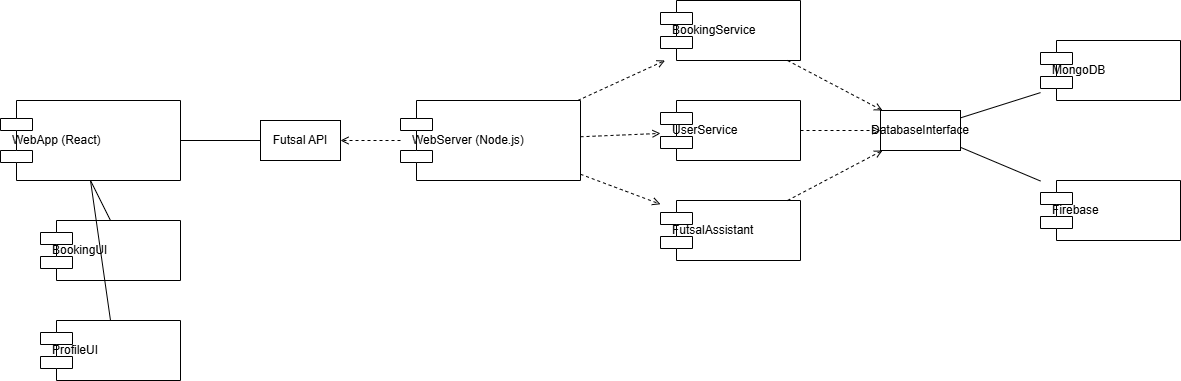 BookingService
MongoDB
WebApp (React)
Futsal API
WebServer (Node.js)
UserService
DatabaseInterface
BookingUI
FutsalAssistant
Firebase
ProfileUI